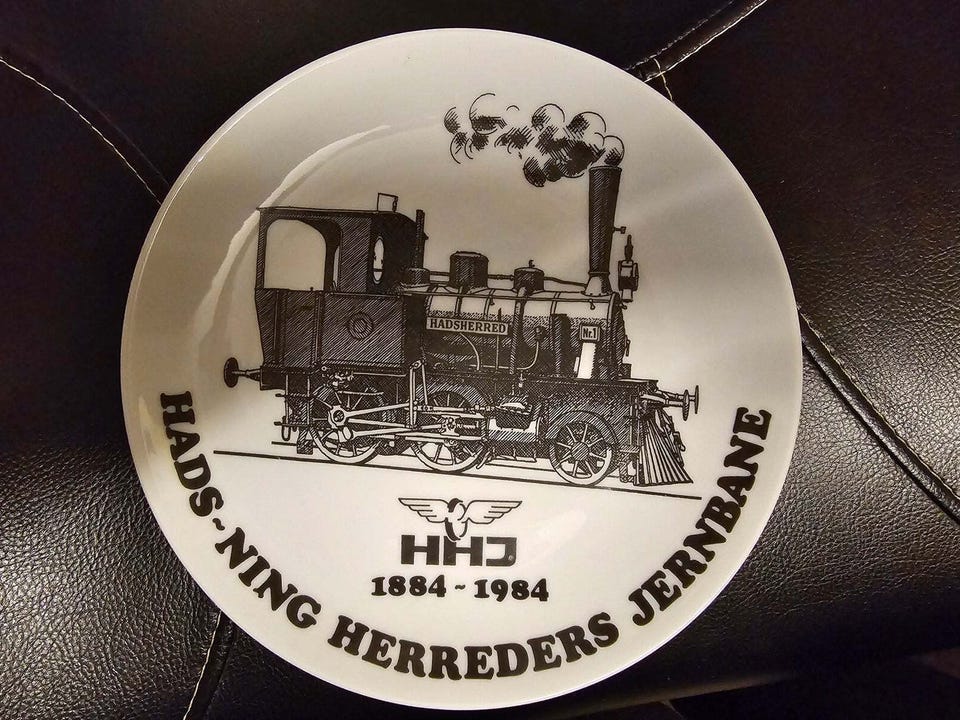 HADSHERRED
Nr.1
HHJ
1884~1984
HADS~NING HERREDERS JERNBANE